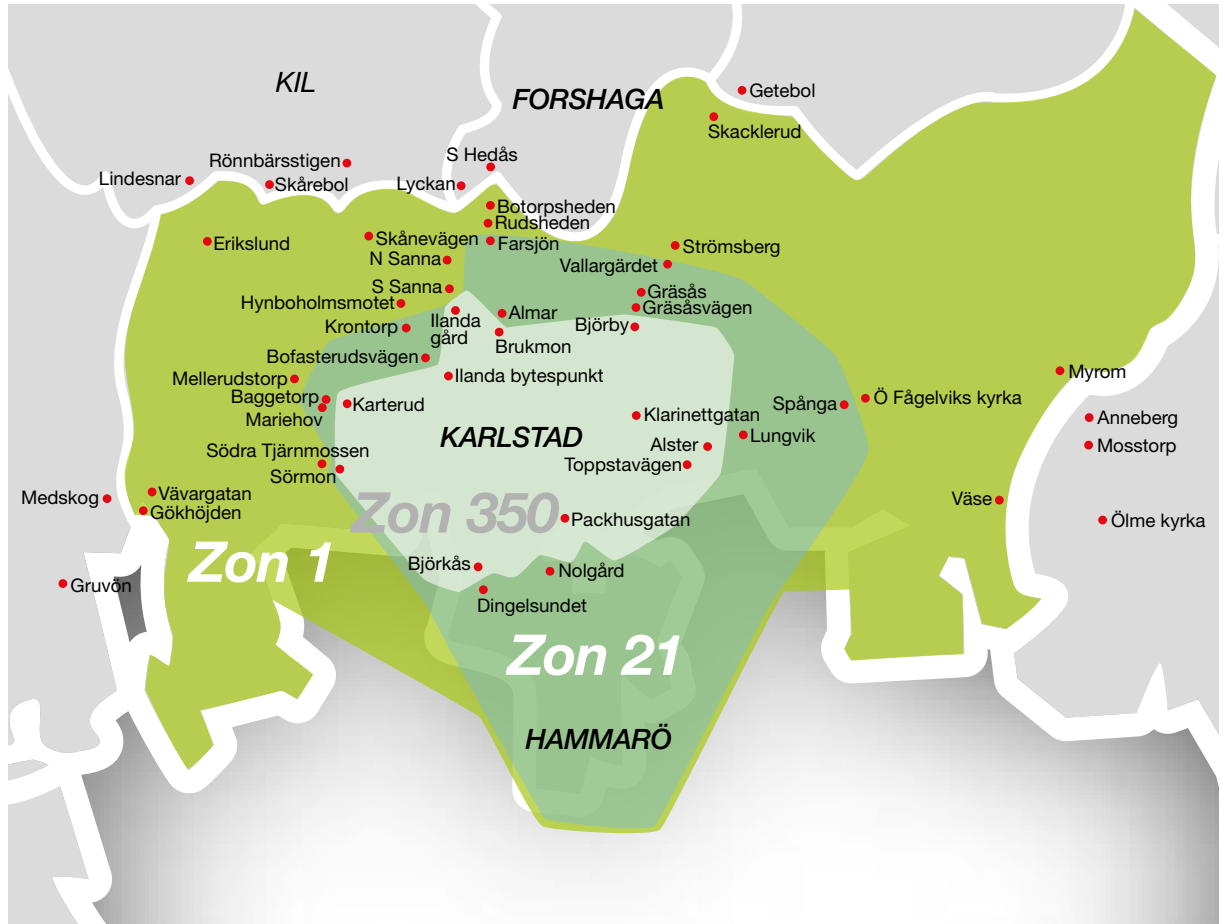 KIL
FORSHAGA
Getebol
Skacklerud
Rönnbärsstigen
S Hedås
Lindesnar
Skårebol
Lyckan
Botorpsheden
Rudsheden
Erikslund
Skånevägen
Farsjön
Strömsberg
N Sanna
Vallargärdet
S Sanna
Gräsås
Hynboholmsmotet
Gräsåsvägen
Ilanda
gård
Almar
Krontorp
Björby
Brukmon
Bofasterudsvägen
Mellerudstorp
Ilanda bytespunkt
Myrom
Baggetorp
Karterud
Spånga
Ö Fågelviks kyrka
Mariehov
Klarinettgatan
Anneberg
KARLSTAD
Lungvik
Alster
Mosstorp
Södra Tjärnmossen
Toppstavägen
Sörmon
Medskog
Vävargatan
Väse
Gökhöjden
Zon 350
Packhusgatan
Ölme kyrka
Zon 1
Björkås
Nolgård
Gruvön
Dingelsundet
Zon 21
HAMMARÖ